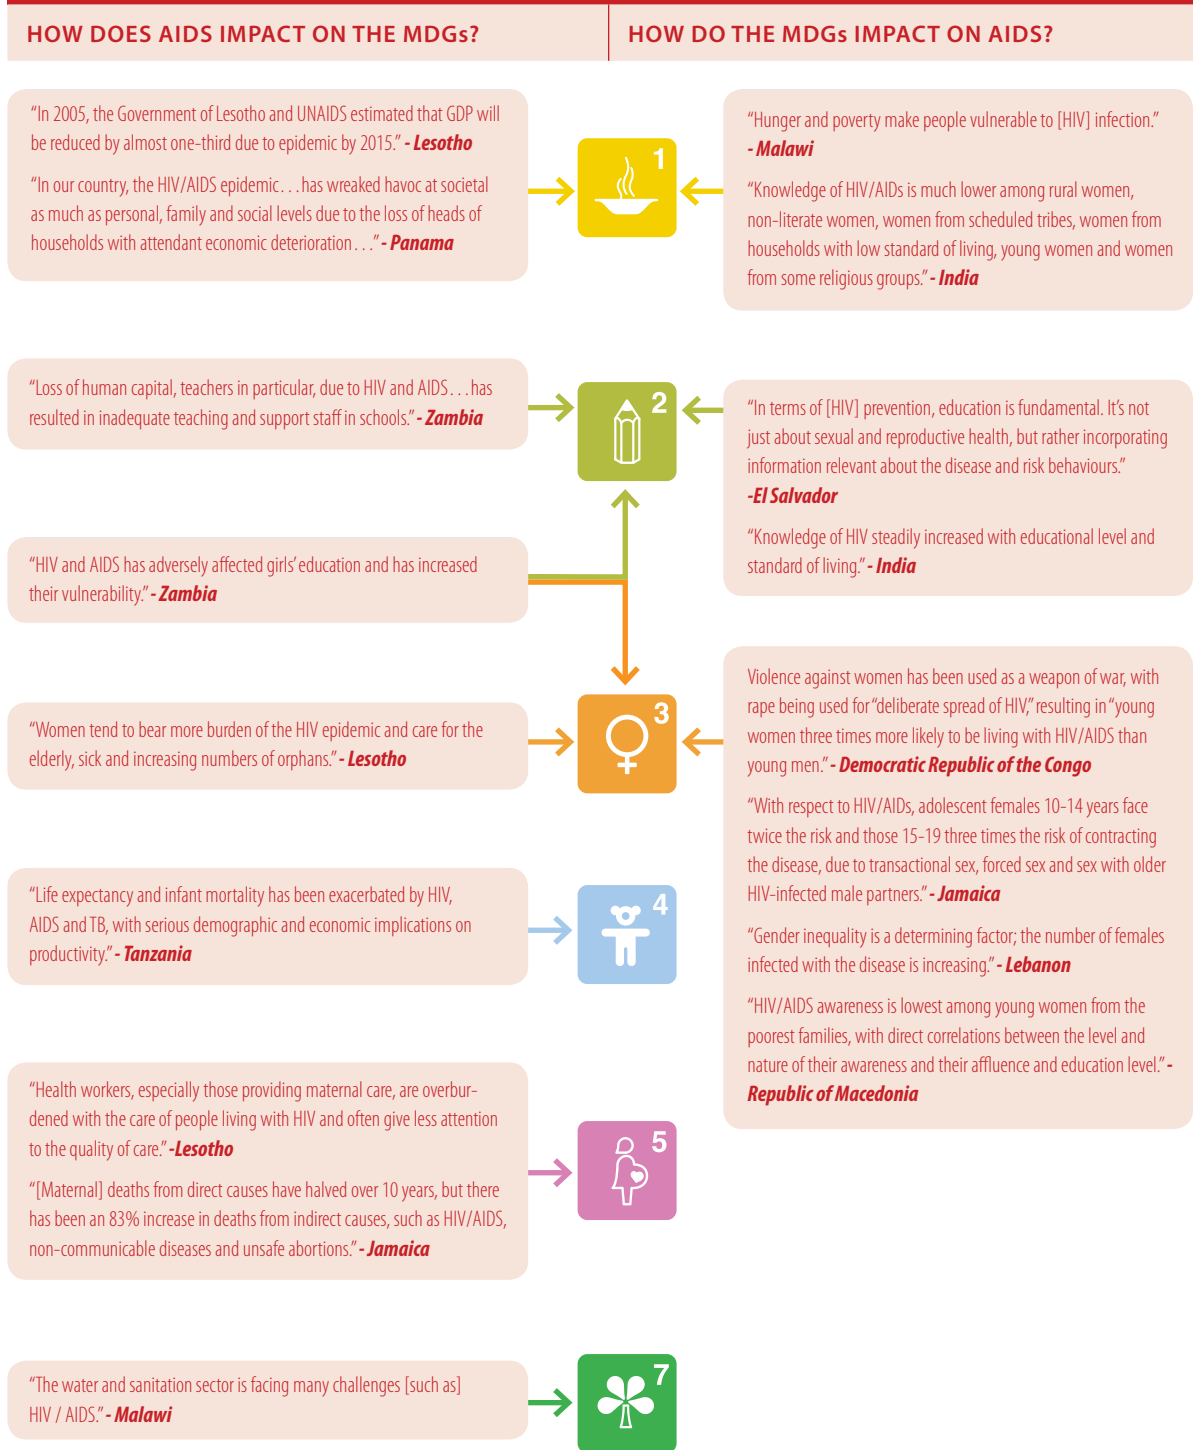 HOW DOES AIDS IMPACT ON THE MDGs?
HOW DO THE MDGs IMPACT ON AIDS?
“In 2005, the Government of Lesotho and UNAIDS estimated that GDP will
be reduced by almost one-third due to epidemic by 2015.” - Lesotho
“In our country, the HIV/AIDS epidemic...has wreaked havoc at societal
as much as personal, family and social levels due to the loss of heads of
households with attendant economic deterioration...” - Panama
1
“Hunger and poverty make people vulnerable to [HIV] infection.”
- Malawi
“Knowledge of HIV/AIDs is much lower among rural women,
non-literate women, women from scheduled tribes, women from
households with low standard of living, young women and women
from some religious groups.” - India
“Loss of human capital, teachers in particular, due to HIV and AIDS...has
resulted in inadequate teaching and support staff in schools.” - Zambia
2
“In terms of [HIV] prevention, education is fundamental. It’s not
just about sexual and reproductive health, but rather incorporating
information relevant about the disease and risk behaviours.”
-El Salvador
“Knowledge of HIV steadily increased with educational level and
standard of living.” - India
“HIV and AIDS has adversely affected girls’ education and has increased
their vulnerability.” - Zambia
“Women tend to bear more burden of the HIV epidemic and care for the
elderly, sick and increasing numbers of orphans.” - Lesotho
3
Violence against women has been used as a weapon of war, with
rape being used for “deliberate spread of HIV,” resulting in “young
women three times more likely to be living with HIV/AIDS than
young men.” - Democratic Republic of the Congo
“With respect to HIV/AIDs, adolescent females 10-14 years face
twice the risk and those 15-19 three times the risk of contracting
the disease, due to transactional sex, forced sex and sex with older
HIV-infected male partners.” - Jamaica
“Gender inequality is a determining factor; the number of females
infected with the disease is increasing.” - Lebanon
“HIV/AIDS awareness is lowest among young women from the
poorest families, with direct correlations between the level and
nature of their awareness and their affluence and education level.” -
Republic of Macedonia
“Life expectancy and infant mortality has been exacerbated by HIV,
AIDS and TB, with serious demographic and economic implications on
productivity.” - Tanzania
4
“Health workers, especially those providing maternal care, are overbur-
dened with the care of people living with HIV and often give less attention
to the quality of care.” -Lesotho
“[Maternal] deaths from direct causes have halved over 10 years, but there
has been an 83% increase in deaths from indirect causes, such as HIV/AIDS,
non-communicable diseases and unsafe abortions.” - Jamaica
5
“The water and sanitation sector is facing many challenges [such as]
HIV / AIDS.” - Malawi
7